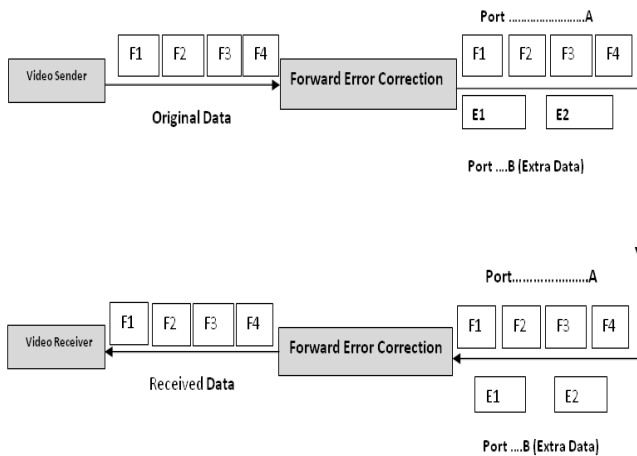 Port ........................A
F1 F2 F3 F4
F1 F2 F3 F4
Video Sender
Forward Error Correction
Original Data
E1 E2
Port ....B (Extra Data)
Port......................A
F1 F2 F3 F4
F1 F2 F3 F4
Video Receiver
Forward Error Correction
Received Data
E1 E2
Port ....B (Extra Data)